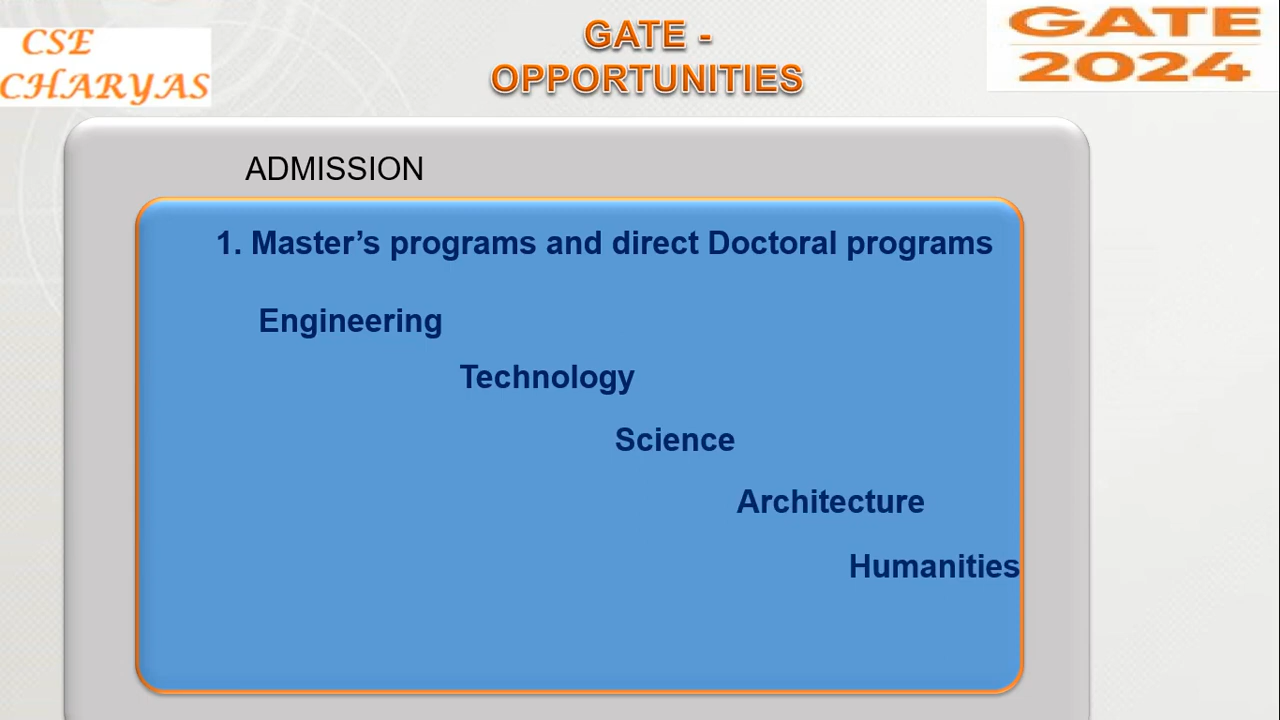 CSE
CHARYAS
GATE -
OPPORTUNITIES
GATE
2024
ADMISSION
1. Master’s programs and direct Doctoral programs
Engineering
Technology
Science
Architecture
Humanities